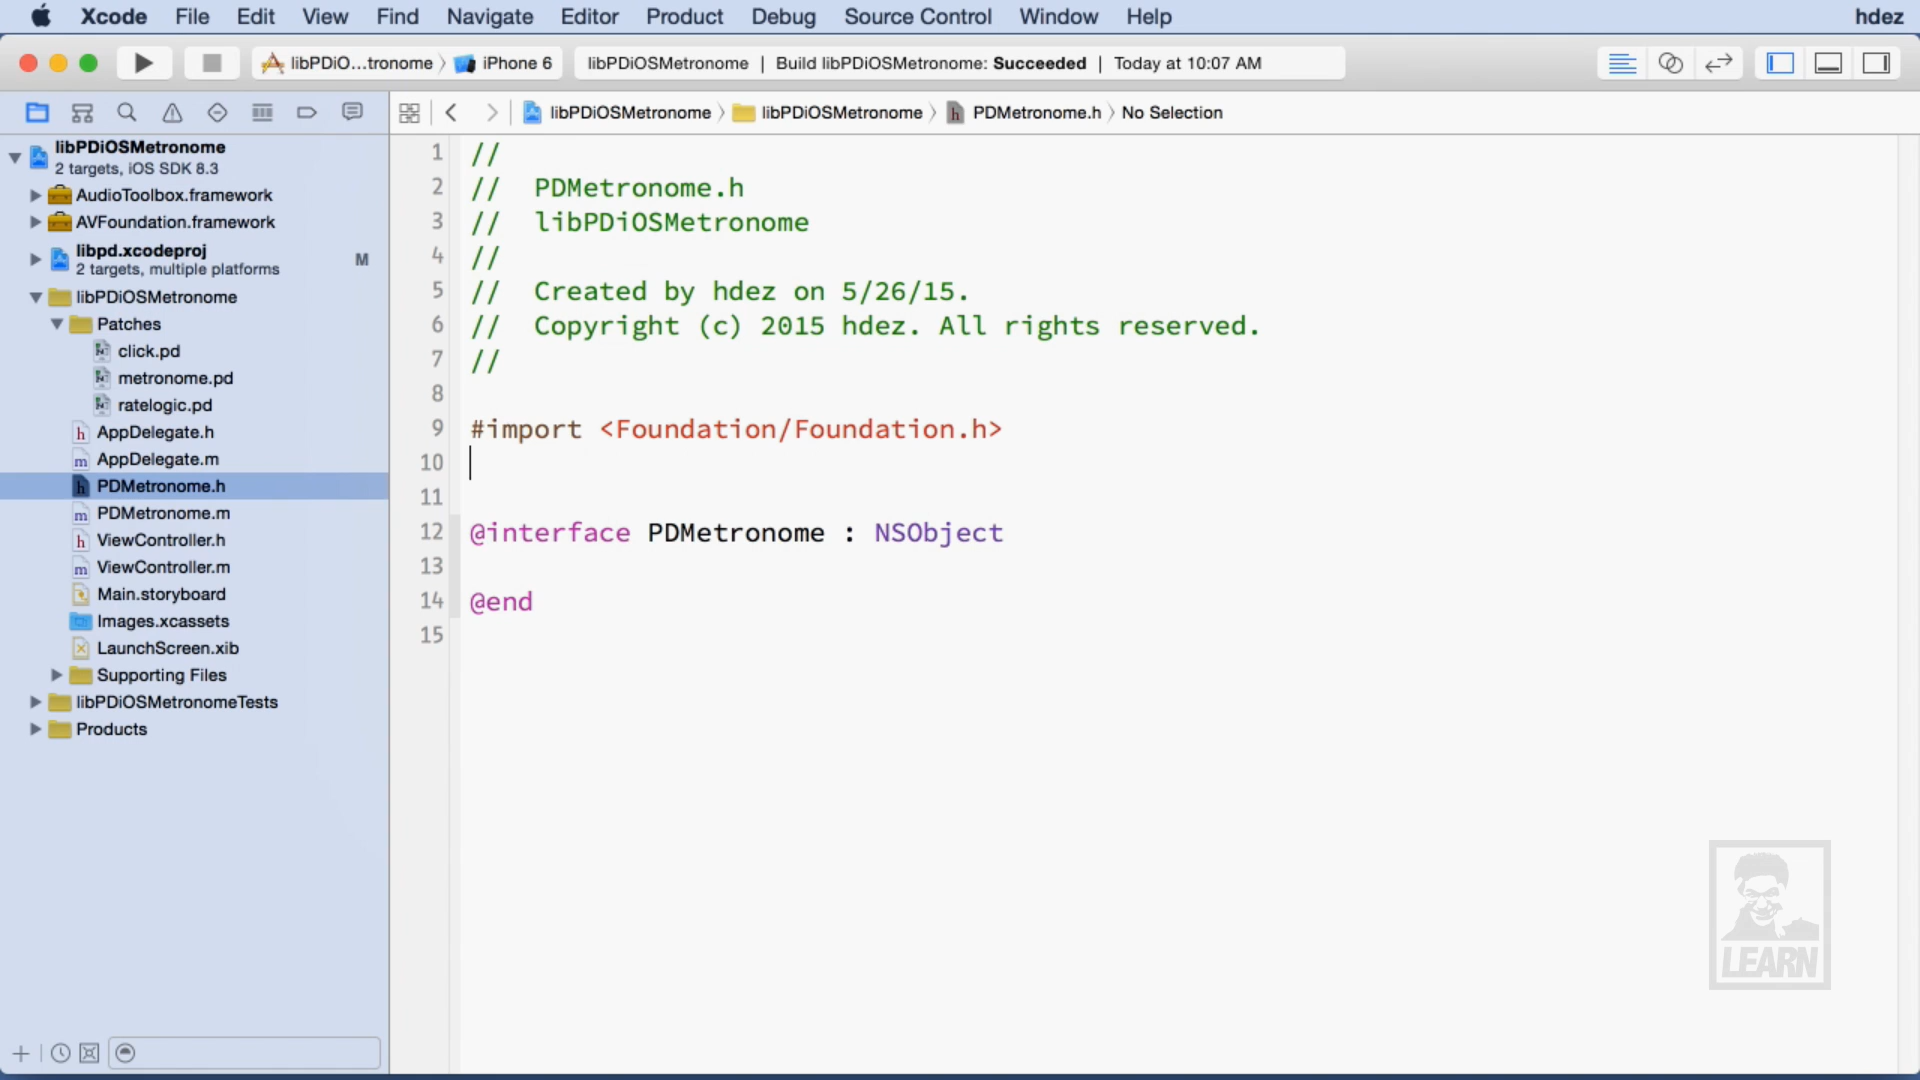 Xcode File Edit View Find Navigate Editor Product Debug Source Control Window Help hdez
libPDiO...tronome iPhone 6 libPDiOSMetronome | Build libPDiOSMetronome: Succeeded | Today at 10:07 AM
libPDiOSMetronome libPDiOSMetronome h PDMetronome.h No Selection
libPDiOSMetronome
2 targets, iOS SDK 8.3
AudioToolbox.framework
AVFoundation.framework
libpd.xcodeproj M
2 targets, multiple platforms
libPDiOSMetronome
Patches
click.pd
metronome.pd
ratelogic.pd
h AppDelegate.h
m AppDelegate.m
h PDMetronome.h
m PDMetronome.m
h ViewController.h
m ViewController.m
Main.storyboard
Images.xcassets
LaunchScreen.xib
Supporting Files
libPDiOSMetronomeTests
Products
1 //
2 // PDMetronome.h
3 // libPDiOSMetronome
4 //
5 // Created by hdez on 5/26/15.
6 // Copyright (c) 2015 hdez. All rights reserved.
7 //
8
9 #import <Foundation/Foundation.h>
10
11
12 @interface PDMetronome : NSObject
13
14 @end
15
LEARN